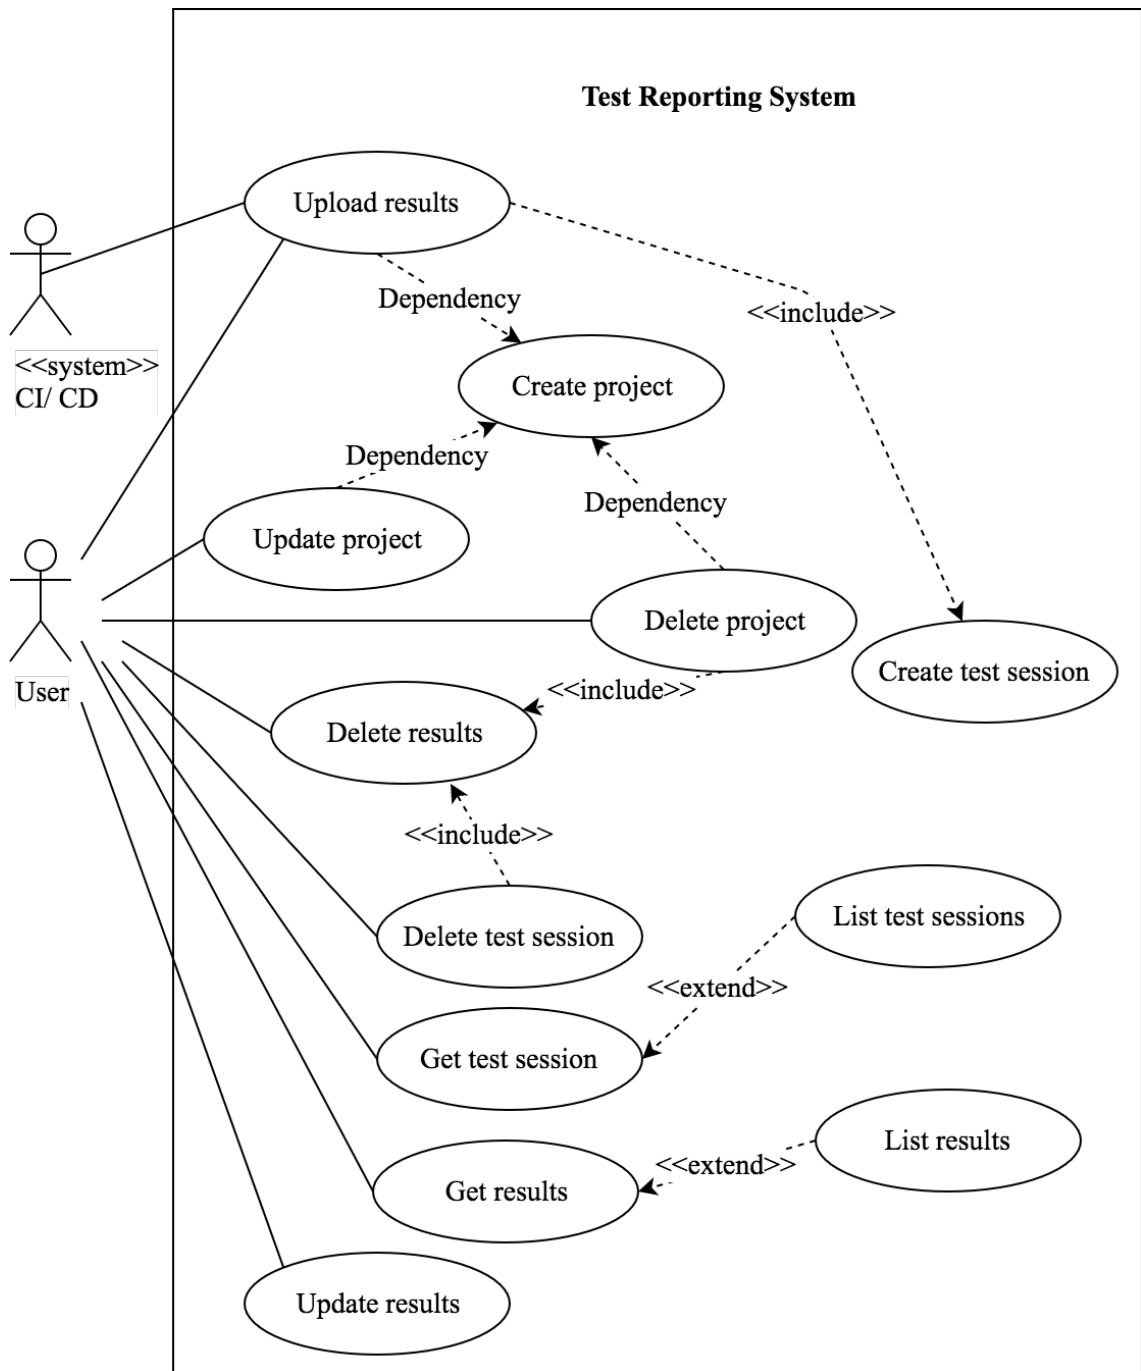 Test Reporting System
Upload results
Dependency
<<include>>
<<system>>
CI/ CD
Create project
Dependency
Dependency
Update project
Delete project
Create test session
User
<<include>>
Delete results
<<include>>
List test sessions
Delete test session
<<extend>>
Get test session
List results
<<extend>>
Get results
Update results